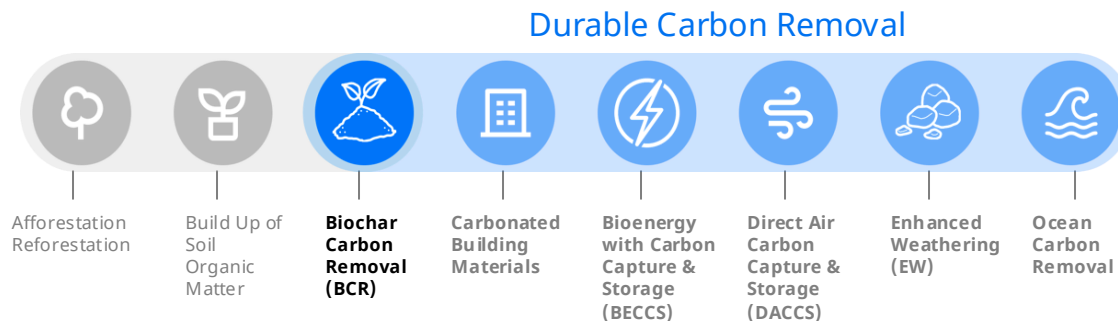 Durable Carbon Removal
Afforestation
Reforestation
Build Up of
Soil
Organic
Matter
Biochar
Carbon
Removal
(BCR)
Carbonated
Building
Materials
Bioenergy
with Carbon
Capture &
Storage
(BECCS)
Direct Air
Carbon
Capture &
Storage
(DACCS)
Enhanced
Weathering
(EW)
Ocean
Carbon
Removal